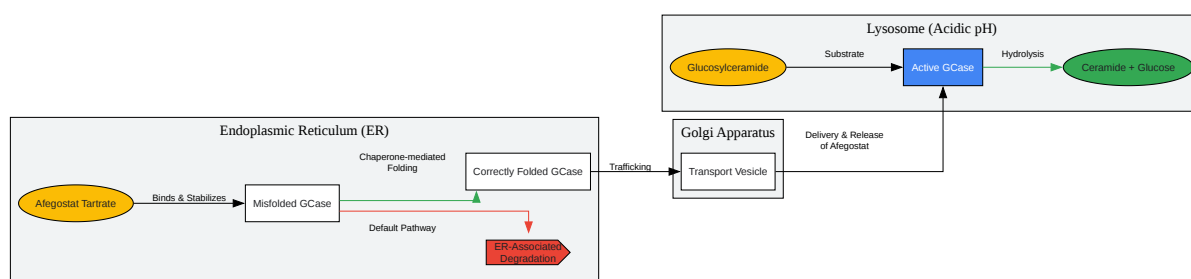 Lysosome (Acidic pH)
Glucosylceramide
Substrate
Active GCase
Hydrolysis
Ceramide + Glucose
Endoplasmic Reticulum (ER)
Afegostat Tartrate
Binds & Stabilizes
Misfolded GCase
Chaperone-mediated
Folding
Correctly Folded GCase
Default Pathway
ER-Associated
Degradation
Trafficking
Golgi Apparatus
Transport Vesicle
Delivery & Release
of Afegostat